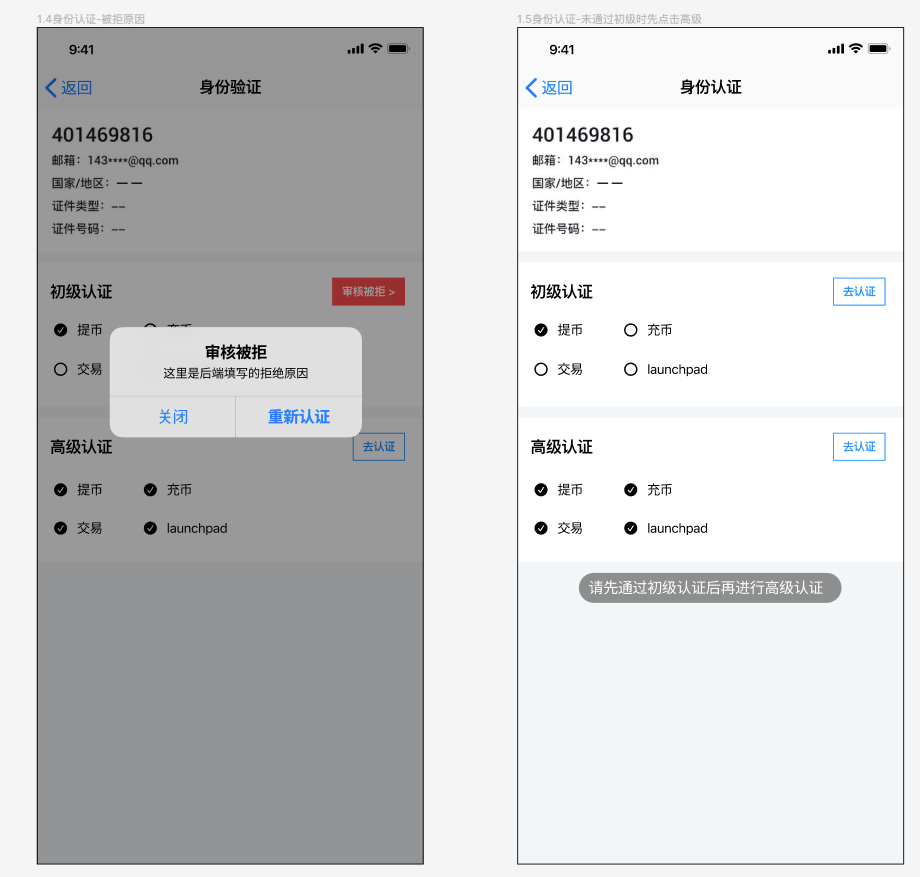 1.4身份认证-被拒原因
9:41
返回
身份验证
401469816
邮箱：143****@qq.com
国家/地区：— —
证件类型：--
证件号码：--
初级认证
审核被拒 >
提币
充币
交易
审核被拒
这里是后端填写的拒绝原因
关闭
重新认证
高级认证
去认证
提币
充币
交易
launchpad
1.5身份认证-未通过初级时先点击高级
9:41
返回
身份认证
401469816
邮箱：143****@qq.com
国家/地区：— —
证件类型：--
证件号码：--
初级认证
去认证
提币
充币
交易
launchpad
高级认证
去认证
提币
充币
交易
launchpad
请先通过初级认证后再进行高级认证